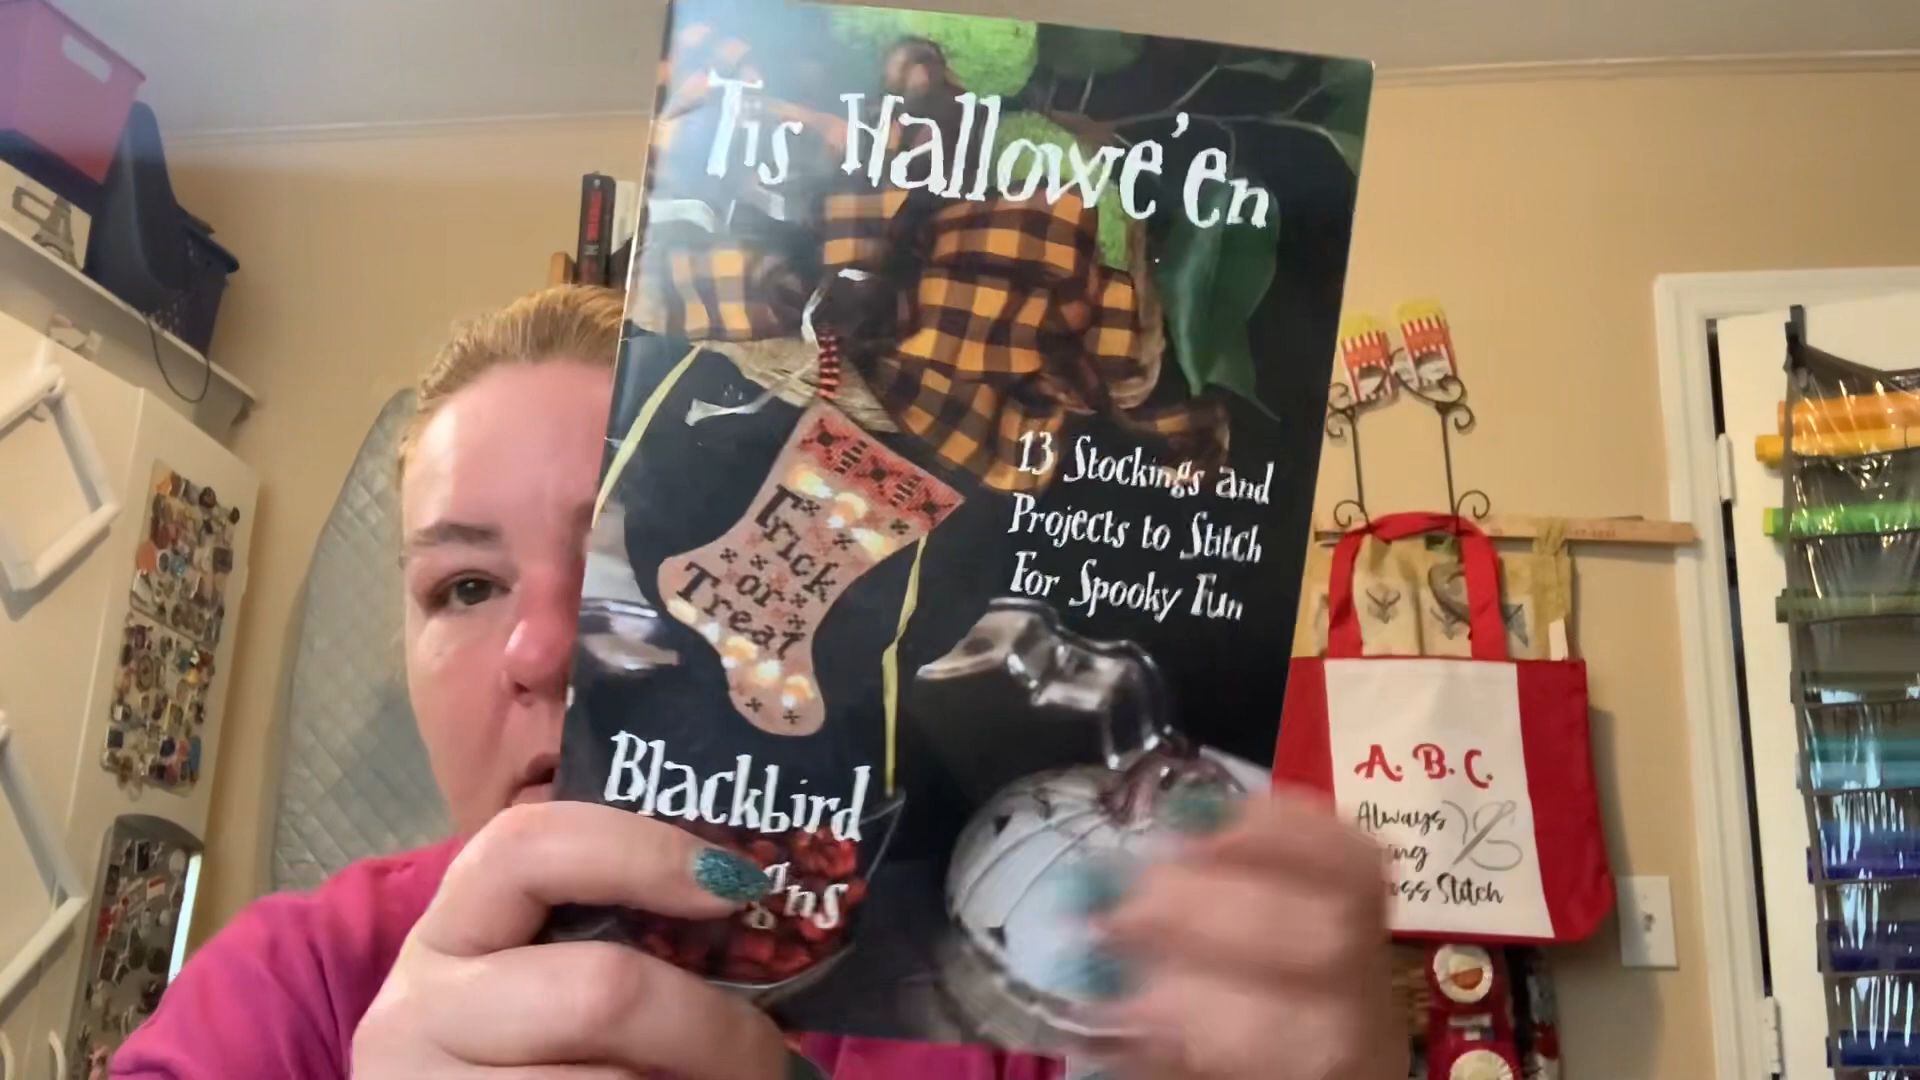 Tis Hallowe'en
13 Stockings and
Projects to Stitch
For Spooky Fun
Trick
or
Treat
Blackbird
A. B. C.
Always
Stitch